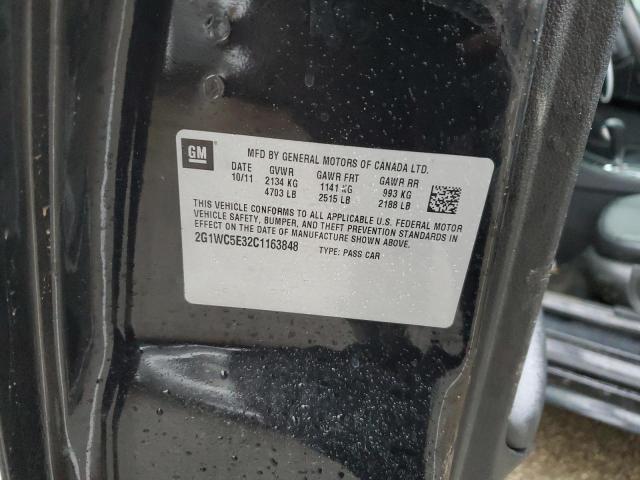 GM
MFD BY GENERAL MOTORS OF CANADA LTD.
DATE GVWR GAWR FRT GAWR RR
10/11 2134 KG 1141 KG 993 KG
4703 LB 2515 LB 2188 LB
THIS VEHICLE CONFORMS TO ALL APPLICABLE U.S. FEDERAL MOTOR
VEHICLE SAFETY, BUMPER, AND THEFT PREVENTION STANDARDS
IN EFFECT ON THE DATE OF MANUFACTURE SHOWN ABOVE.
2G1WC5E32C1163848 TYPE: PASS CAR